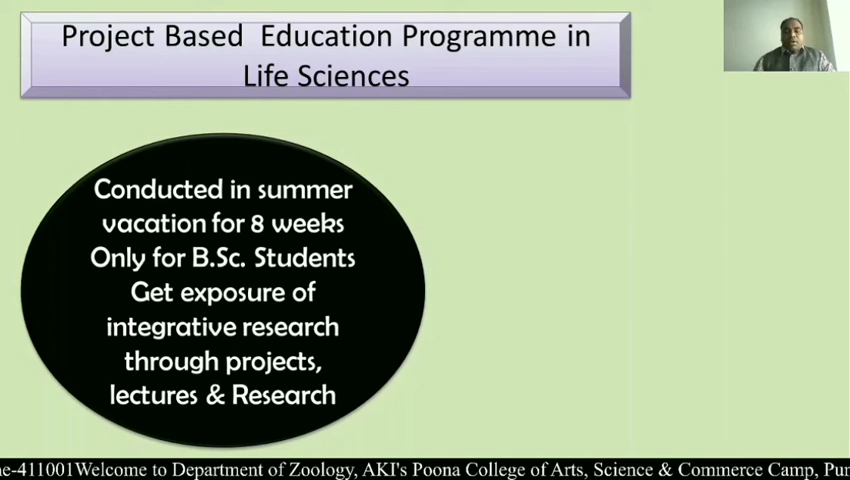 Project Based Education Programme in
Life Sciences
Conducted in summer
vacation for 8 weeks
Only for B.Sc. Students
Get exposure of
integrative research
through projects,
lectures & Research
-411001Welcome to Department of Zoology, AKI's Poona College of Arts, Science & Commerce Camp,